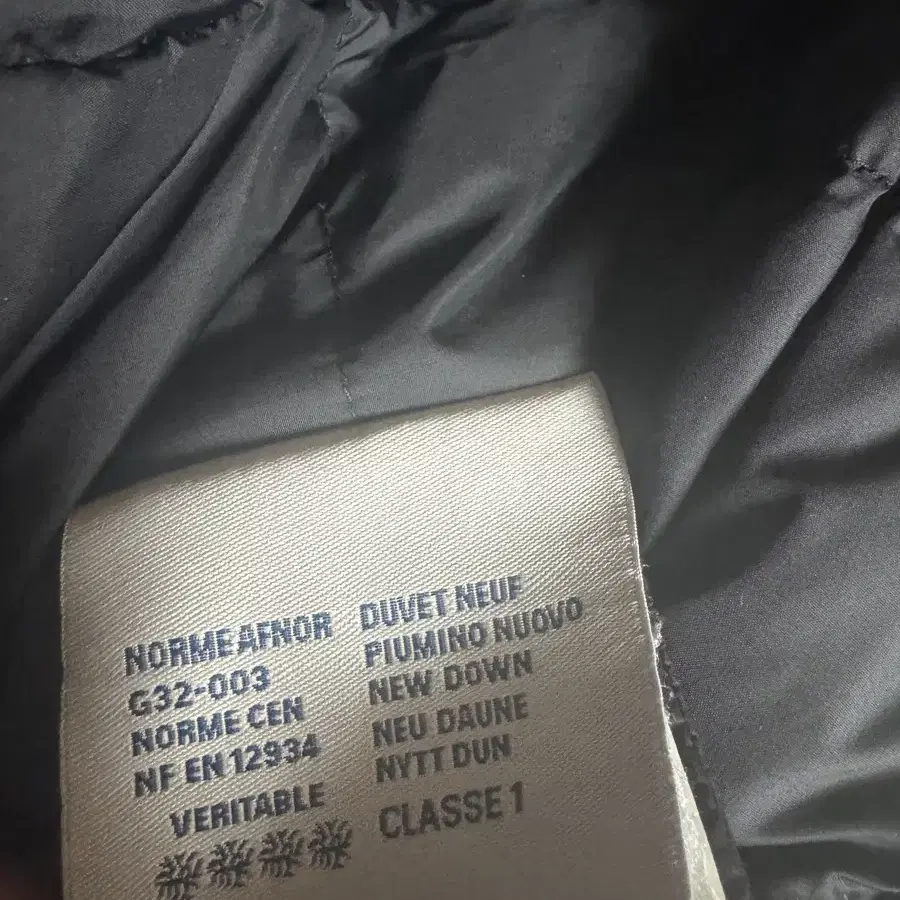 NORME AFNOR
G32-003
NORME CEN
NF EN 12934
VERITABLE
DUVET NEUF
PIUMINO NUOVO
NEW DOWN
NEU DAUNE
NYTT DUN
CLASSE 1